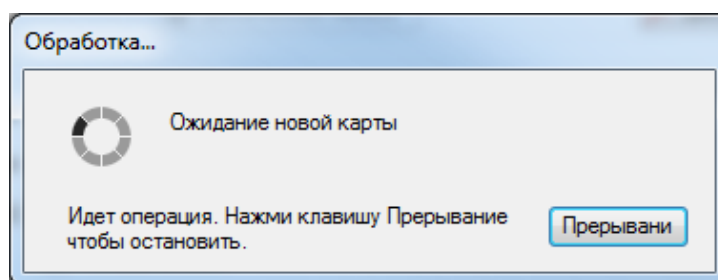 Обработка...
Ожидание новой карты
Идет операция. Нажми клавишу Прерывание
чтобы остановить.
Прерывани